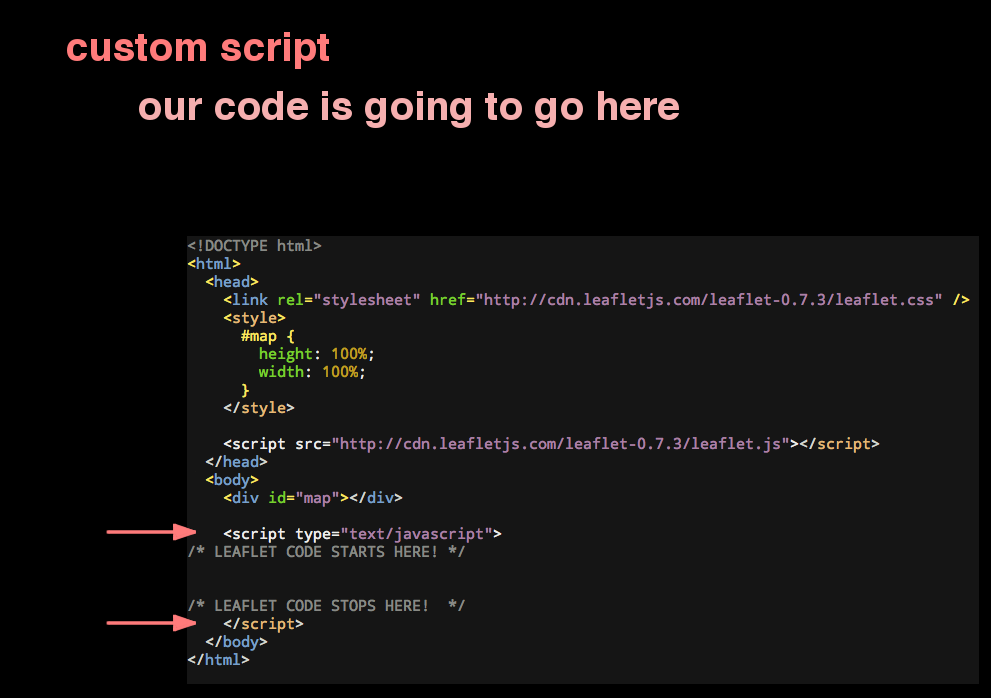 custom script
our code is going to go here
<!DOCTYPE html>
<html>
<head>
<link rel="stylesheet" href="http://cdn.leafletjs.com/leaflet-0.7.3/leaflet.css" />
<style>
#map {
height: 100%;
width: 100%;
}
</style>
<script src="http://cdn.leafletjs.com/leaflet-0.7.3/leaflet.js"></script>
</head>
<body>
<div id="map"></div>
<script type="text/javascript">
/* LEAFLET CODE STARTS HERE! */
/* LEAFLET CODE STOPS HERE!  */
</script>
</body>
</html>